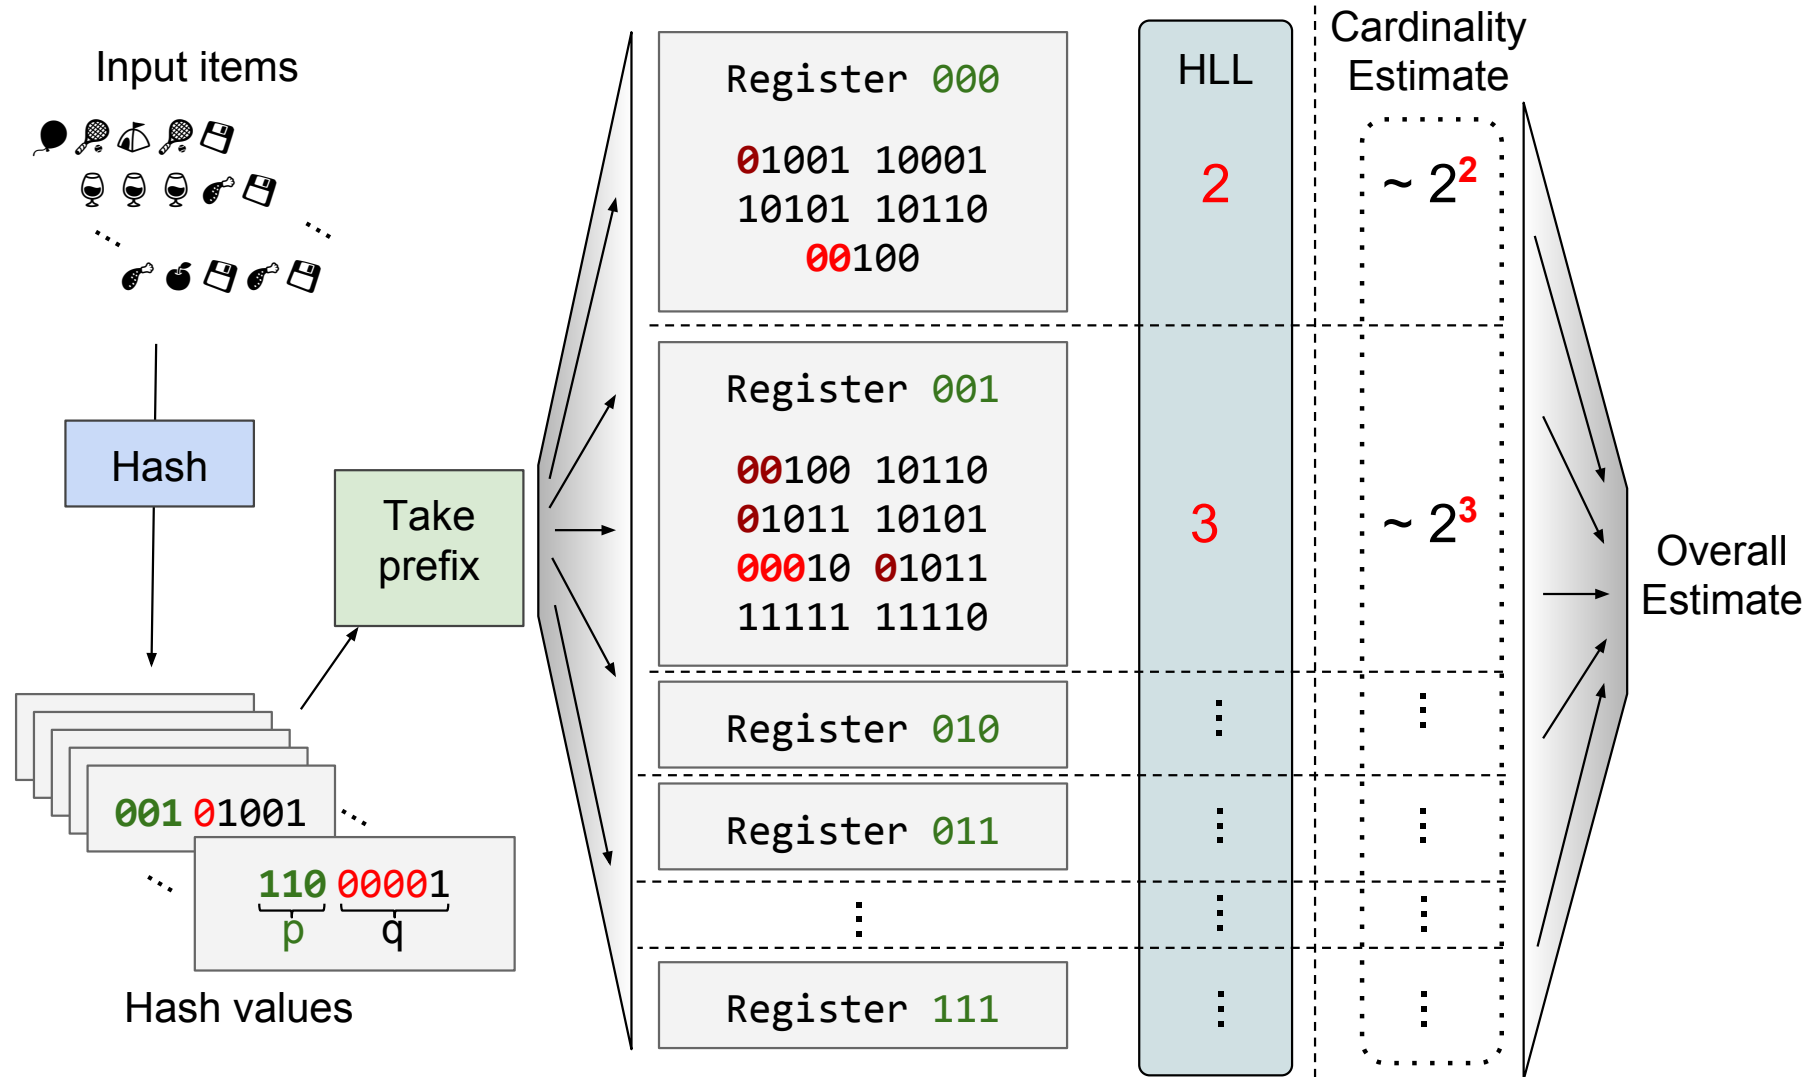 Input items
Hash
001 01001
110 00001
p q
Hash values
Take
prefix
Register 000
01001 10001
10101 10110
00100
Register 001
00100 10110
01011 10101
00010 01011
11111 11110
Register 010
Register 011
Register 111
HLL
2
3
Cardinality
Estimate
~ 2²
~ 2³
Overall
Estimate